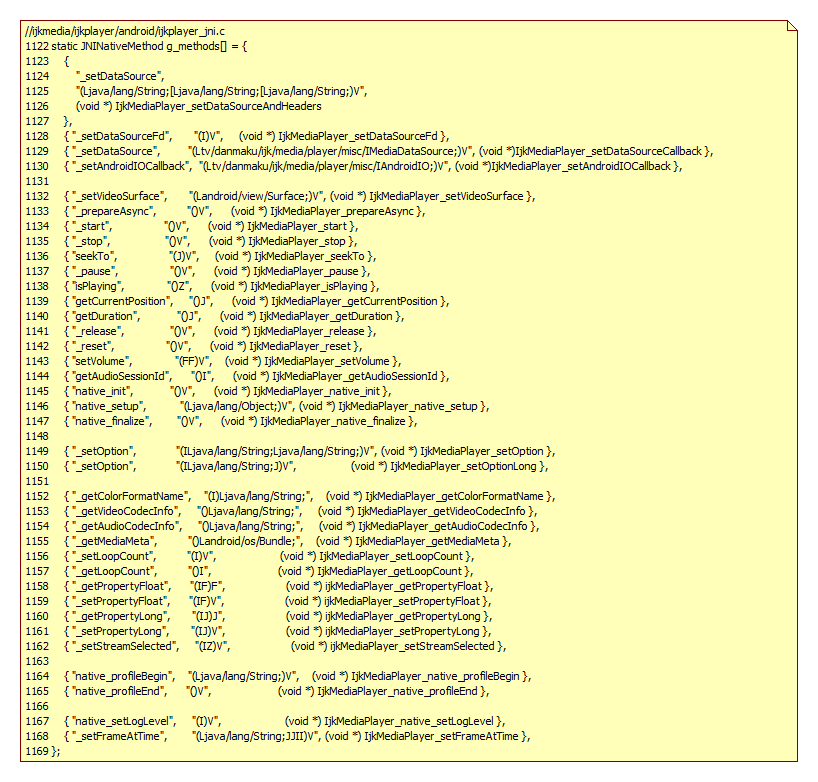 //ijkmedia/ijkplayer/android/ijkplayer_jni.c
1122 static JNINativeMethod g_methods[] = {
1123 {
1124 "_setDataSource",
1125 "(Ljava/lang/String;[Ljava/lang/String;[Ljava/lang/String;)V",
1126 (void *) IjkMediaPlayer_setDataSourceAndHeaders
1127 },
1128 { "_setDataSourceFd", "(I)V", (void *) IjkMediaPlayer_setDataSourceFd },
1129 { "_setDataSource", "(Ltv/danmaku/ijk/media/player/misc/IMediaDataSource;)V", (void *)IjkMediaPlayer_setDataSourceCallback },
1130 { "_setAndroidIOCallback", "(Ltv/danmaku/ijk/media/player/misc/IAndroidIO;)V", (void *)IjkMediaPlayer_setAndroidIOCallback },
1131
1132 { "_setVideoSurface", "(Landroid/view/Surface;)V", (void *) IjkMediaPlayer_setVideoSurface },
1133 { "_prepareAsync", "()V", (void *) IjkMediaPlayer_prepareAsync },
1134 { "_start", "()V", (void *) IjkMediaPlayer_start },
1135 { "_stop", "()V", (void *) IjkMediaPlayer_stop },
1136 { "seekTo", "(J)V", (void *) IjkMediaPlayer_seekTo },
1137 { "_pause", "()V", (void *) IjkMediaPlayer_pause },
1138 { "isPlaying", "()Z", (void *) IjkMediaPlayer_isPlaying },
1139 { "getCurrentPosition", "()J", (void *) IjkMediaPlayer_getCurrentPosition },
1140 { "getDuration", "()J", (void *) IjkMediaPlayer_getDuration },
1141 { "_release", "()V", (void *) IjkMediaPlayer_release },
1142 { "_reset", "()V", (void *) IjkMediaPlayer_reset },
1143 { "setVolume", "(FF)V", (void *) IjkMediaPlayer_setVolume },
1144 { "getAudioSessionId", "()I", (void *) IjkMediaPlayer_getAudioSessionId },
1145 { "native_init", "()V", (void *) IjkMediaPlayer_native_init },
1146 { "native_setup", "(Ljava/lang/Object;)V", (void *) IjkMediaPlayer_native_setup },
1147 { "native_finalize", "()V", (void *) IjkMediaPlayer_native_finalize },
1148
1149 { "_setOption", "(ILjava/lang/String;Ljava/lang/String;)V", (void *) IjkMediaPlayer_setOption },
1150 { "_setOption", "(ILjava/lang/String;J)V", (void *) IjkMediaPlayer_setOptionLong },
1151
1152 { "_getColorFormatName", "(I)Ljava/lang/String;", (void *) IjkMediaPlayer_getColorFormatName },
1153 { "_getVideoCodecInfo", "()Ljava/lang/String;", (void *) IjkMediaPlayer_getVideoCodecInfo },
1154 { "_getAudioCodecInfo", "()Ljava/lang/String;", (void *) IjkMediaPlayer_getAudioCodecInfo },
1155 { "_getMediaMeta", "()Landroid/os/Bundle;", (void *) IjkMediaPlayer_getMediaMeta },
1156 { "_setLoopCount", "(I)V", (void *) IjkMediaPlayer_setLoopCount },
1157 { "_getLoopCount", "()I", (void *) IjkMediaPlayer_getLoopCount },
1158 { "_getPropertyFloat", "(IF)F", (void *) ijkMediaPlayer_getPropertyFloat },
1159 { "_setPropertyFloat", "(IF)V", (void *) ijkMediaPlayer_setPropertyFloat },
1160 { "_getPropertyLong", "(IJ)J", (void *) ijkMediaPlayer_getPropertyLong },
1161 { "_setPropertyLong", "(IJ)V", (void *) ijkMediaPlayer_setPropertyLong },
1162 { "_setStreamSelected", "(IZ)V", (void *) ijkMediaPlayer_setStreamSelected },
1163
1164 { "native_profileBegin", "(Ljava/lang/String;)V", (void *) IjkMediaPlayer_native_profileBegin },
1165 { "native_profileEnd", "()V", (void *) IjkMediaPlayer_native_profileEnd },
1166
1167 { "native_setLogLevel", "(I)V", (void *) IjkMediaPlayer_native_setLogLevel },
1168 { "_setFrameAtTime", "(Ljava/lang/String;JJII)V", (void *) IjkMediaPlayer_setFrameAtTime },
1169 };